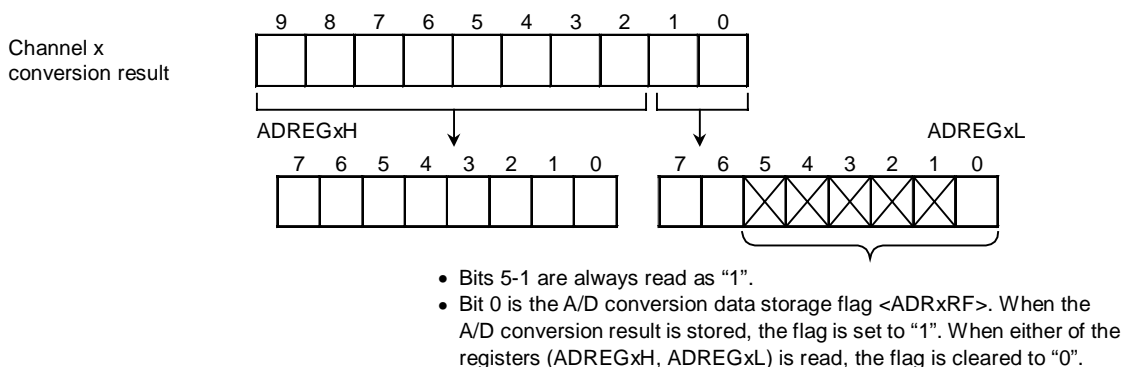 9 8 7 6 5 4 3 2 1 0
Channel x
conversion result
ADREGxH ADREGxL
7 6 5 4 3 2 1 0 7 6 5 4 3 2 1 0
• Bits 5-1 are always read as “1”.
• Bit 0 is the A/D conversion data storage flag <ADRxRF>. When the
A/D conversion result is stored, the flag is set to “1”. When either of the
registers (ADREGxH, ADREGxL) is read, the flag is cleared to “0”.